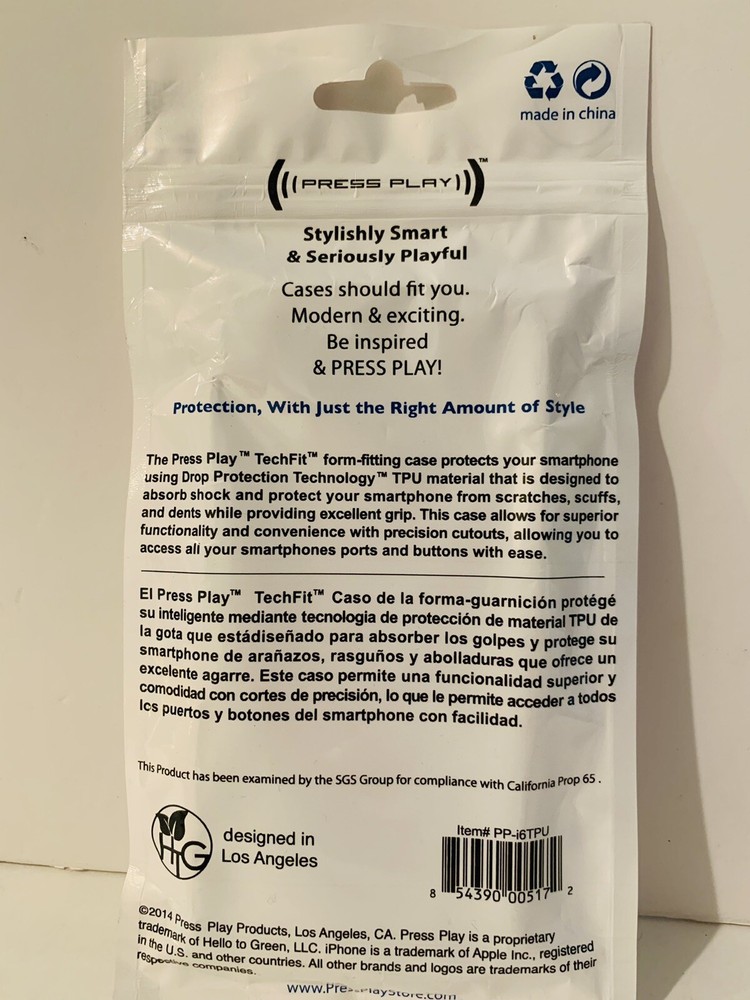 made in china
((( PRESS PLAY )))™
Stylishly Smart
& Seriously Playful
Cases should fit you.
Modern & exciting.
Be inspired
& PRESS PLAY!
Protection, With Just the Right Amount of Style
The Press Play™ TechFit™ form-fitting case protects your smartphone
using Drop Protection Technology™ TPU material that is designed to
absorb shock and protect your smartphone from scratches, scuffs,
and dents while providing excellent grip. This case allows for superior
functionality and convenience with precision cutouts, allowing you to
access all your smartphones ports and buttons with ease.
El Press Play™ TechFit™ Caso de la forma-guarnición protégé
su inteligente mediante tecnologia de protección de material TPU de
la gota que estádiseñado para absorber los golpes y protege su
smartphone de arañazos, rasguños y abolladuras que ofrece un
excelente agarre. Este caso permite una funcionalidad superior y
comodidad con cortes de precisión, lo que le permite acceder a todos
los puertos y botones del smartphone con facilidad.
This Product has been examined by the SGS Group for compliance with California Prop 65 .
HTG
designed in
Los Angeles
Item# PP-i6TPU
8 54390 00517 2
©2014 Press Play Products, Los Angeles, CA. Press Play is a proprietary
trademark of Hello to Green, LLC. iPhone is a trademark of Apple Inc., registered
in the U.S. and other countries. All other brands and logos are trademarks of their
respective companies.
www.PressPlayStore.com